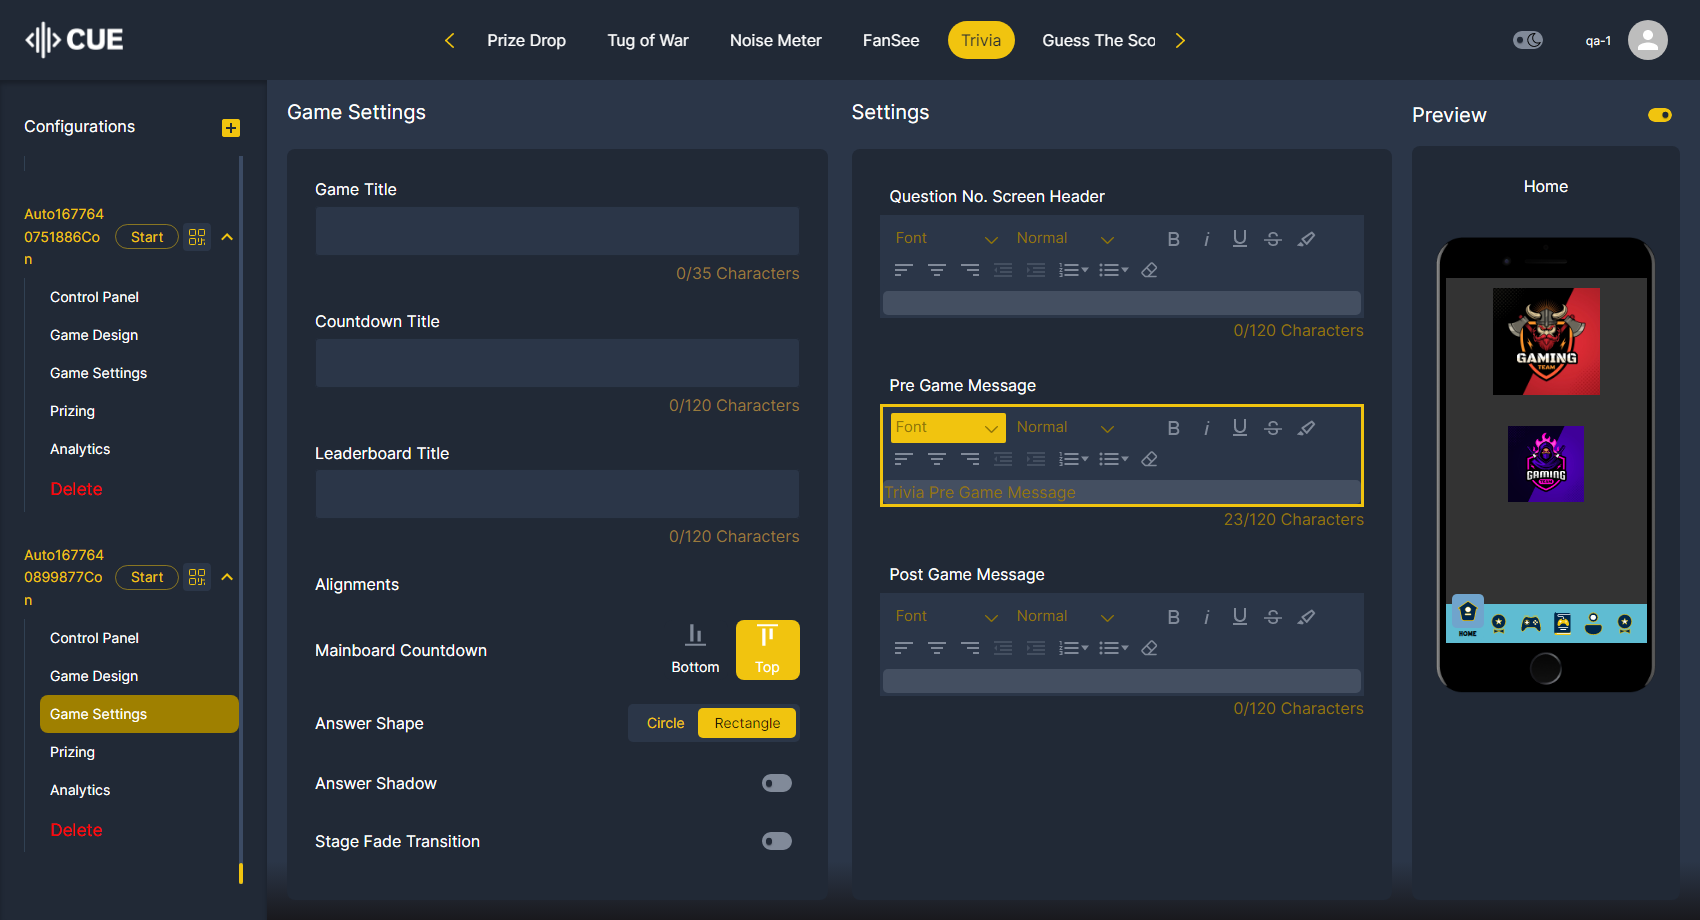 CUE
Prize Drop
Tug of War
Noise Meter
FanSee
Trivia
Guess The Sco
qa-1
Configurations
Auto167764
0751886Co
n
Start
Control Panel
Game Design
Game Settings
Prizing
Analytics
Delete
Auto167764
0899877Co
n
Start
Control Panel
Game Design
Game Settings
Prizing
Analytics
Delete
Game Settings
Game Title
0/35 Characters
Countdown Title
0/120 Characters
Leaderboard Title
0/120 Characters
Alignments
Mainboard Countdown
Bottom
Top
Answer Shape
Circle
Rectangle
Answer Shadow
Stage Fade Transition
Settings
Question No. Screen Header
Font
Normal
B i U S
0/120 Characters
Pre Game Message
Font
Normal
B i U S
Trivia Pre Game Message
23/120 Characters
Post Game Message
Font
Normal
B i U S
0/120 Characters
Preview
Home
GAMING
TEAM
GAMING
TEAM
HOME